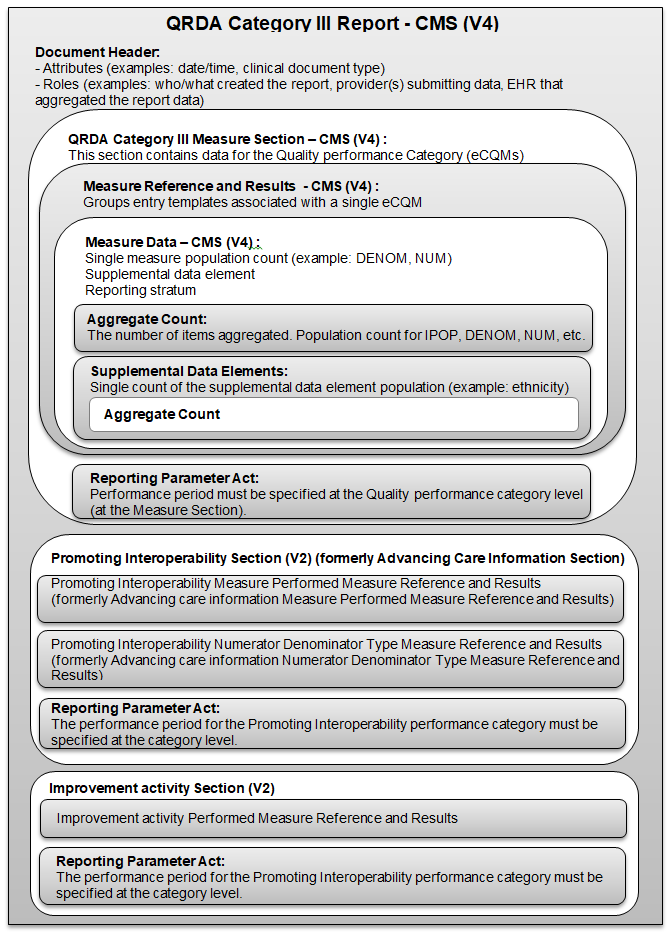 QRDA Category III Report - CMS (V4)
Document Header:
- Attributes (examples: date/time, clinical document type)
- Roles (examples: who/what created the report, provider(s) submitting data, EHR that
aggregated the report data)
QRDA Category III Measure Section – CMS (V4) :
This section contains data for the Quality performance Category (eCQMs)
Measure Reference and Results - CMS (V4) :
Groups entry templates associated with a single eCQM
Measure Data – CMS (V4) :
Single measure population count (example: DENOM, NUM)
Supplemental data element
Reporting stratum
Aggregate Count:
The number of items aggregated. Population count for IPOP, DENOM, NUM, etc.
Supplemental Data Elements:
Single count of the supplemental data element population (example: ethnicity)
Aggregate Count
Reporting Parameter Act:
Performance period must be specified at the Quality performance category level
(at the Measure Section).
Promoting Interoperability Section (V2) (formerly Advancing Care Information Section)
Promoting Interoperability Measure Performed Measure Reference and Results
(formerly Advancing care information Measure Performed Measure Reference and Results)
Promoting Interoperability Numerator Denominator Type Measure Reference and Results
(formerly Advancing care information Numerator Denominator Type Measure Reference and
Results)
Reporting Parameter Act:
The performance period for the Promoting Interoperability performance category must be
specified at the category level.
Improvement activity Section (V2)
Improvement activity Performed Measure Reference and Results
Reporting Parameter Act:
The performance period for the Promoting Interoperability performance category must be
specified at the category level.